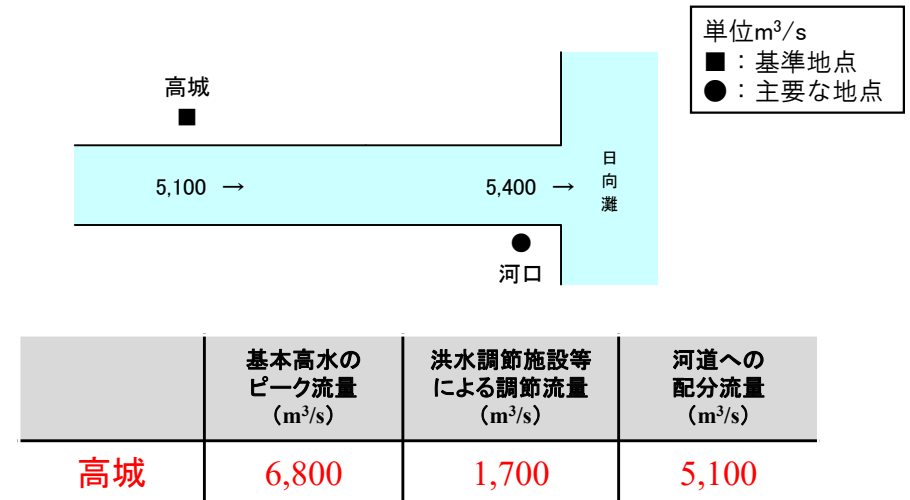 単位m³/s
■：基準地点
●：主要な地点
高城
■
5,100 →
5,400 →
日向灘
●
河口
基本高水の
ピーク流量
（m³/s）
洪水調節施設等
による調節流量
（m³/s）
河道への
配分流量
（m³/s）
高城 6,800 1,700 5,100